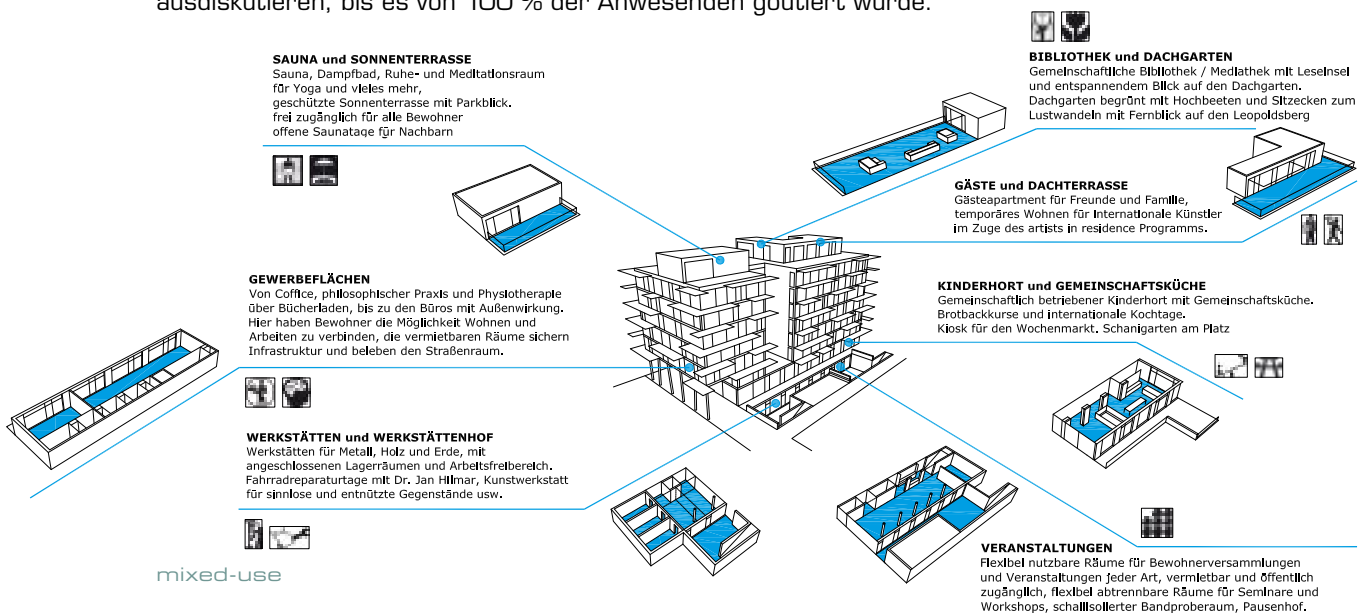 ausdiskutieren, bis es von 100 % der Anwesenden goutiert wurde.
SAUNA und SONNENTERRASSE
Sauna, Dampfbad, Ruhe- und Meditationsraum
für Yoga und vieles mehr,
geschützte Sonnenterrasse mit Parkblick.
frei zugänglich für alle Bewohner
offene Saunatage für Nachbarn
BIBLIOTHEK und DACHGARTEN
Gemeinschaftliche Bibliothek / Mediathek mit Leseinsel
und entspannendem Blick auf den Dachgarten.
Dachgarten begrünt mit Hochbeeten und Sitzecken zum
Lustwandeln mit Fernblick auf den Leopoldsberg
GÄSTE und DACHTERRASSE
Gästeapartment für Freunde und Familie,
temporäres Wohnen für internationale Künstler
im Zuge des artists in residence Programms.
GEWERBEFLÄCHEN
Von Coffice, philosophischer Praxis und Physiotherapie
über Bücherladen, bis zu den Büros mit Außenwirkung.
Hier haben Bewohner die Möglichkeit Wohnen und
Arbeiten zu verbinden, die vermietbaren Räume sichern
Infrastruktur und beleben den Straßenraum.
KINDERHORT und GEMEINSCHAFTSKÜCHE
Gemeinschaftlich betriebener Kinderhort mit Gemeinschaftsküche.
Brotbackkurse und internationale Kochtage.
Kiosk für den Wochenmarkt. Schanigarten am Platz
WERKSTÄTTEN und WERKSTÄTTENHOF
Werkstätten für Metall, Holz und Erde, mit
angeschlossenen Lagerräumen und Arbeitsfreibereich.
Fahrradreparaturtage mit Dr. Jan Hilmar, Kunstwerkstatt
für sinnlose und entnützte Gegenstände usw.
VERANSTALTUNGEN
Flexibel nutzbare Räume für Bewohnerversammlungen
und Veranstaltungen jeder Art, vermietbar und öffentlich
zugänglich, flexibel abtrennbare Räume für Seminare und
Workshops, schallisolierter Bandproberaum, Pausenhof.
mixed-use